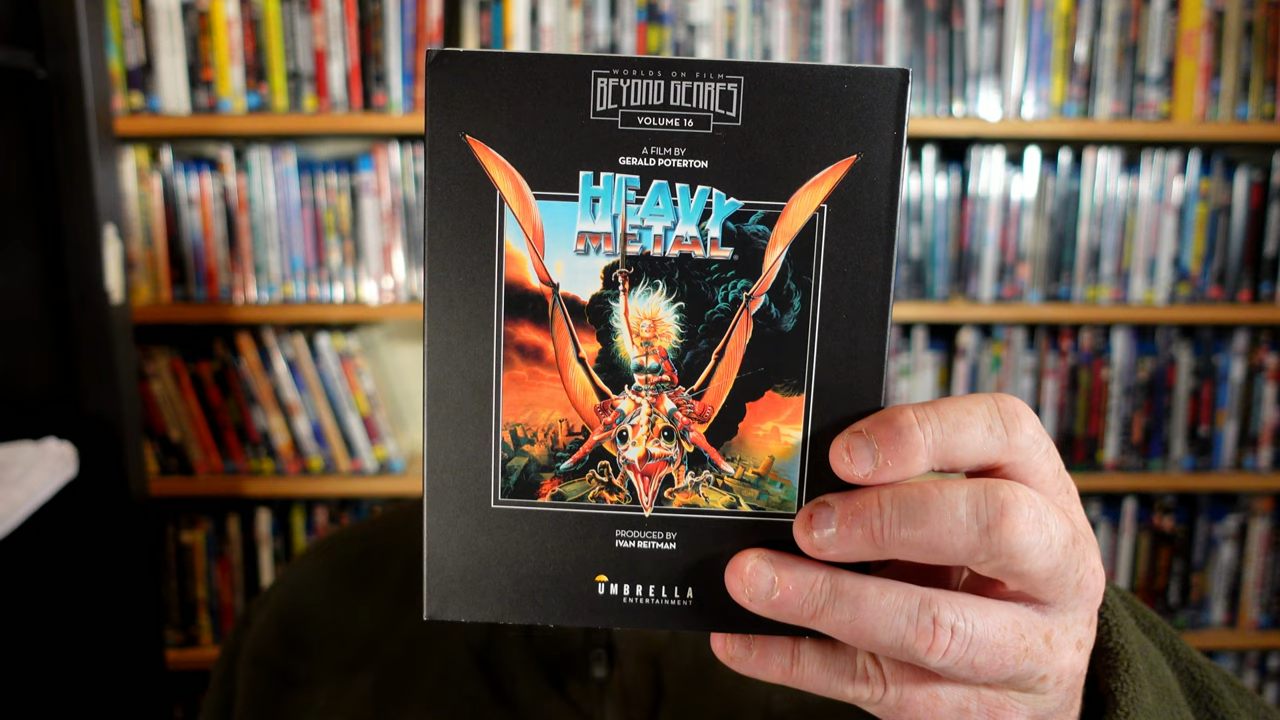 WORLDS ON FILM
BEYOND GENRES
VOLUME 16
A FILM BY
GERALD POTERTON
HEAVY
METAL
PRODUCED BY
IVAN REITMAN
UMBRELLA
ENTERTAINMENT